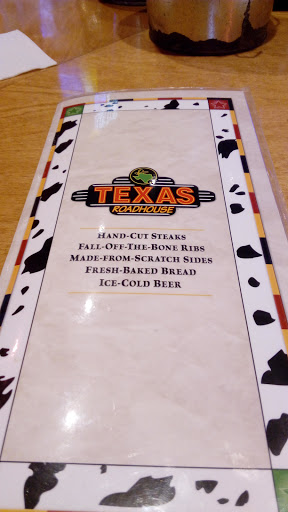 TEXAS
ROADHOUSE
HAND-CUT STEAKS
FALL-OFF-THE-BONE RIBS
MADE-FROM-SCRATCH SIDES
FRESH-BAKED BREAD
ICE-COLD BEER